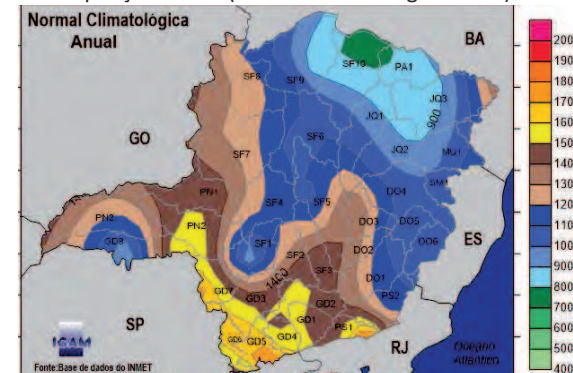 Normal Climatológica
Anual
BA
GO
ES
SP
RJ
SF10
PA1
SF8
SF9
JQ3
900
JQ1
SF6
JQ2
MU1
SF7
SM1
PN1
DO4
SF4
SF5
PN3
PN2
DO3
DO5
GD8
SF1
SF2
DO2
DO6
SF3
1400
DO1
GD7
GD3
GD2
PS2
GD1
PS1
GD6
GD5
GD4
IGAM
Fonte:Base de dados do INMET
Oceano
Atlântico
200
190
180
170
160
150
140
130
120
110
100
900
800
700
600
500
400